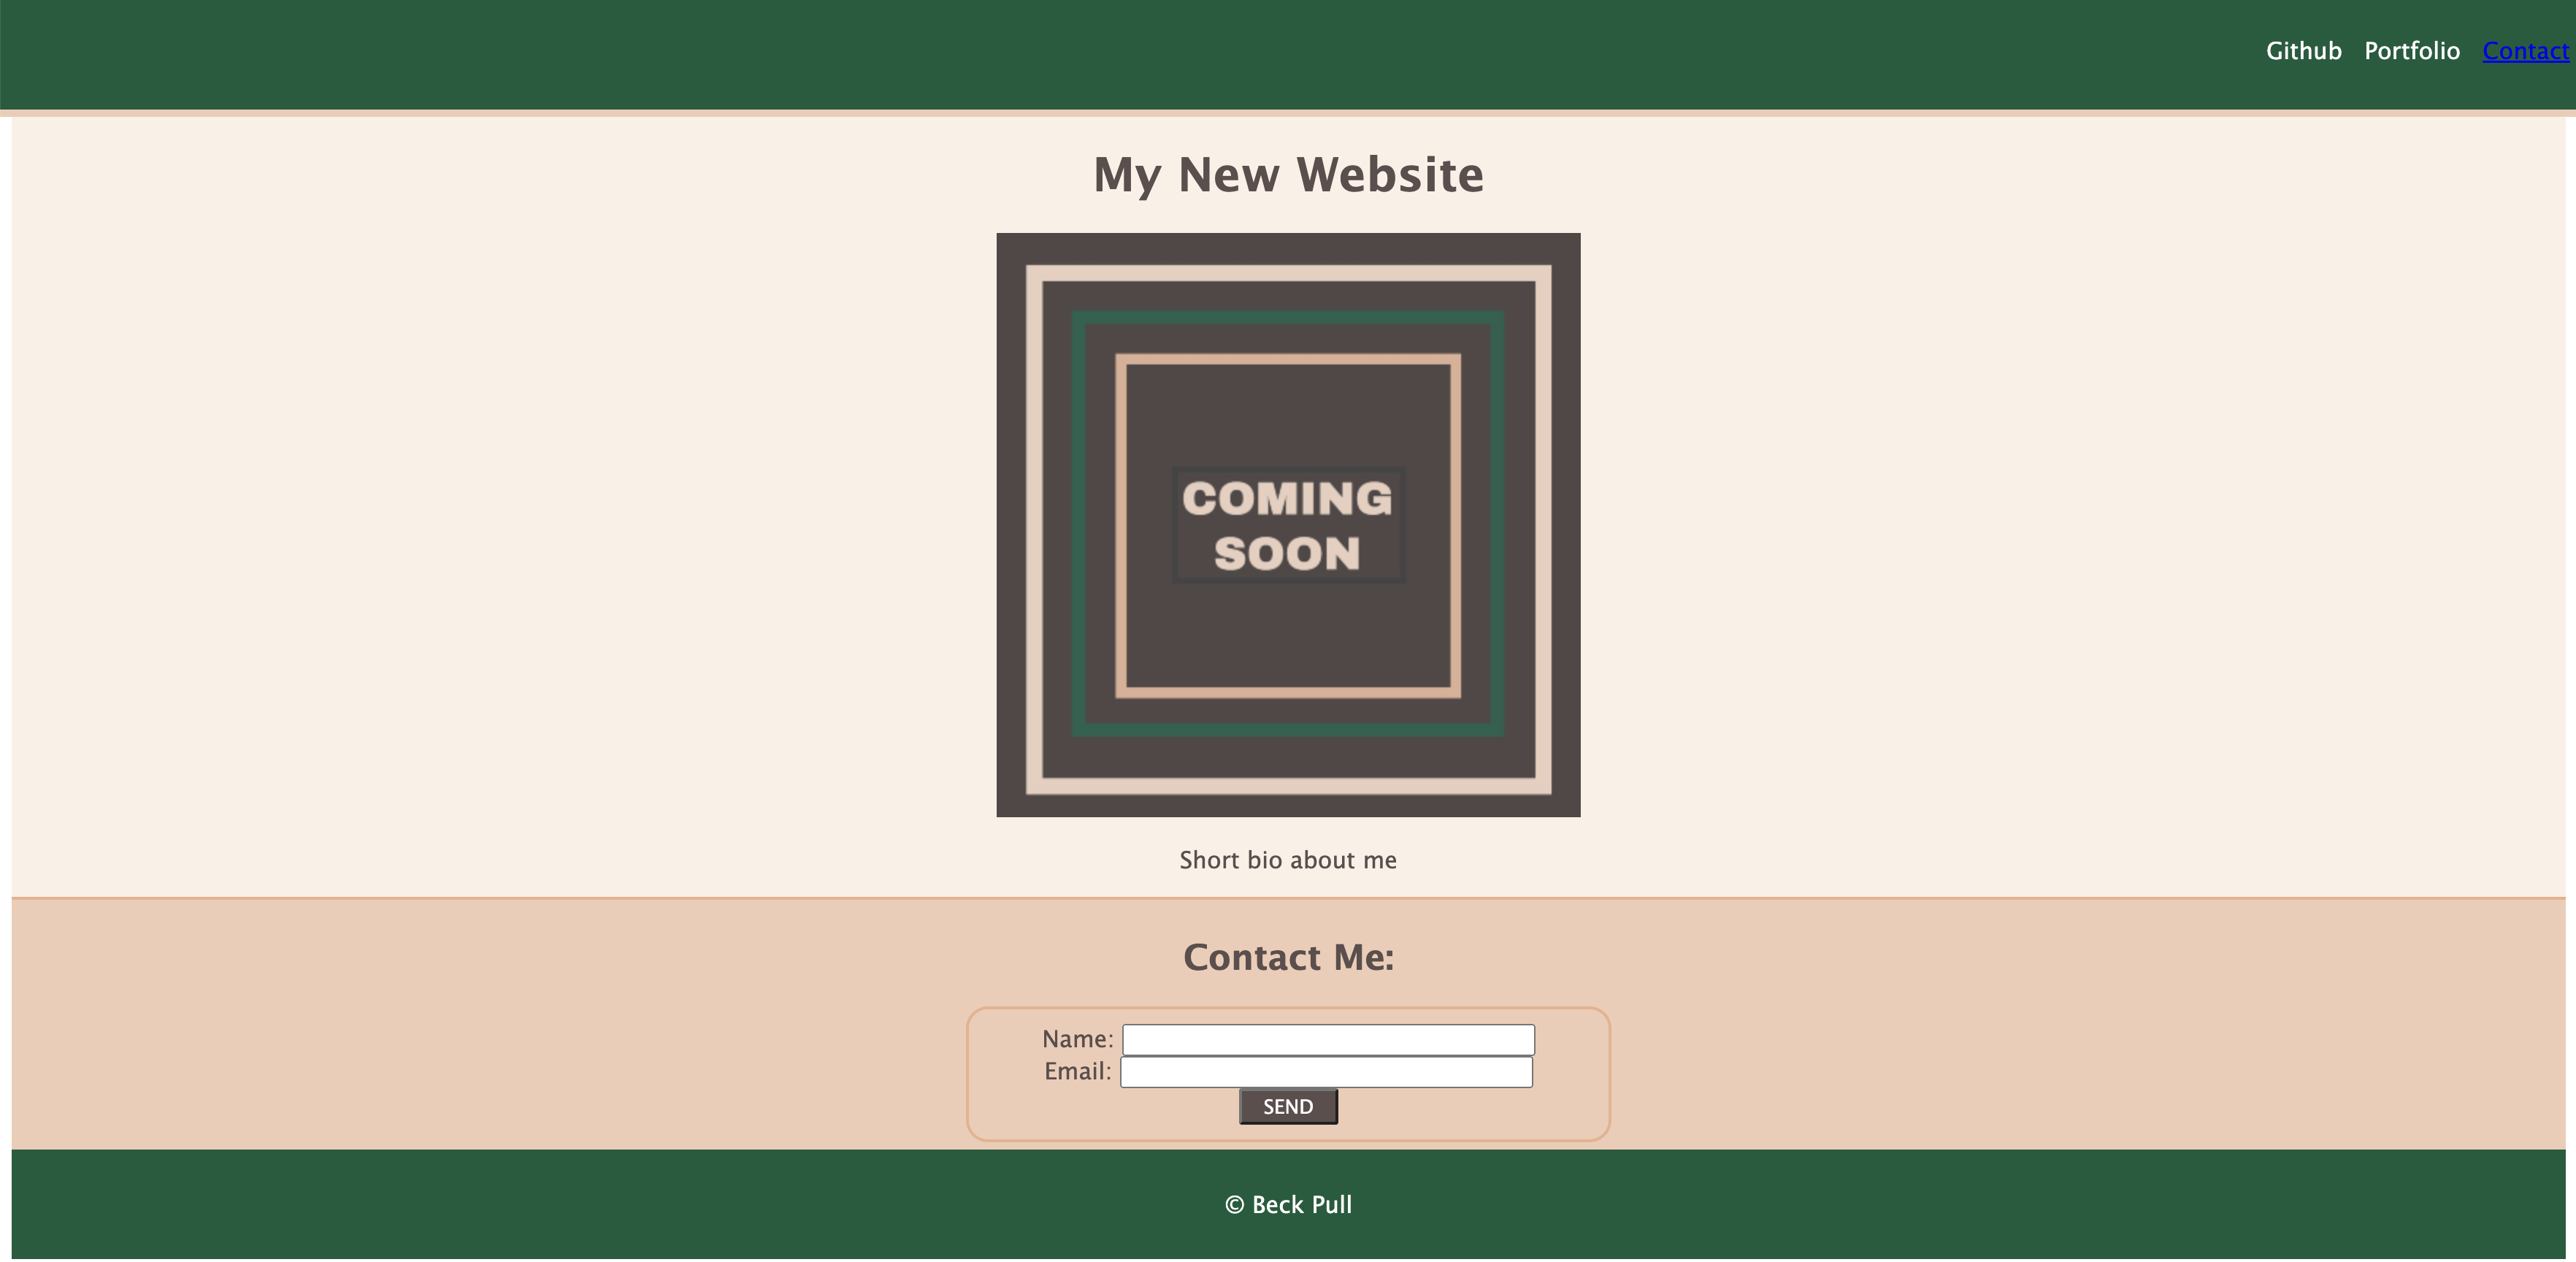 Github Portfolio Contact
My New Website
COMING
SOON
Short bio about me
Contact Me:
Name:
Email:
SEND
© Beck Pull